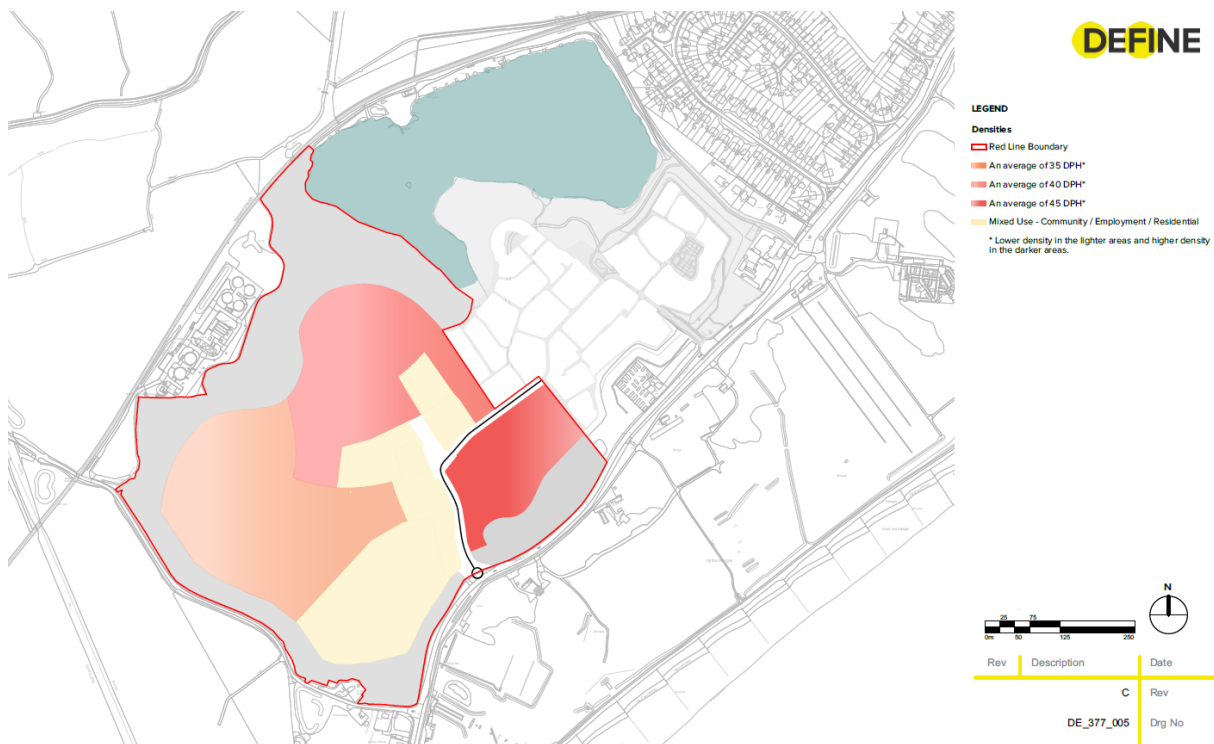 DEFINE
LEGEND
Densities
Red Line Boundary
An average of 35 DPH*
An average of 40 DPH*
An average of 45 DPH*
Mixed Use - Community / Employment / Residential
* Lower density in the lighter areas and higher density
in the darker areas.
N
25 75
0m 50 125 250
Rev Description Date
C Rev
DE_377_005 Drg No